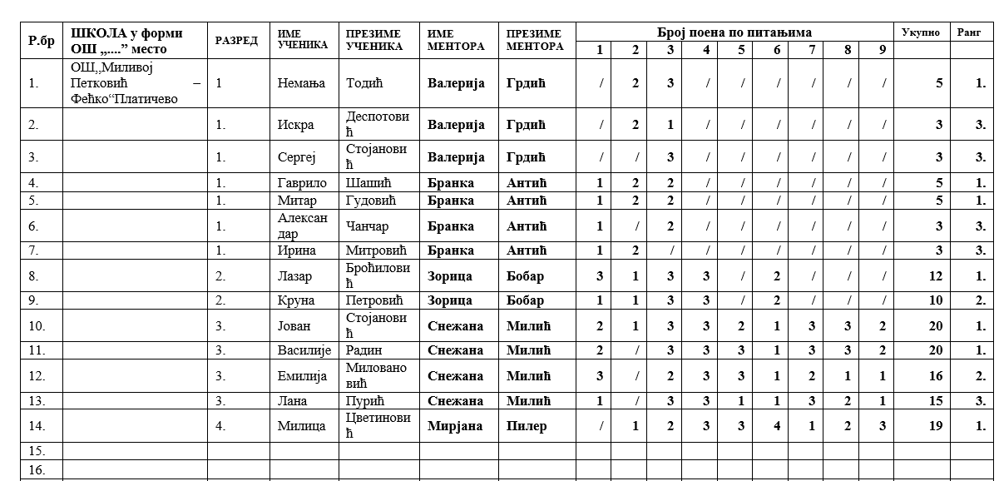 Р.бр ШКОЛА у форми ОШ „....” место РАЗРЕД ИМЕ УЧЕНИКА ПРЕЗИМЕ УЧЕНИКА ИМЕ МЕНТОРА ПРЕЗИМЕ МЕНТОРА Број поена по питањима Укупно Ранг
1 2 3 4 5 6 7 8 9
1. ОШ,,Миливој Петковић – Фећко“Платичево 1 Немања Тодић Валерија Грдић / 2 3 / / / / / / 5 1.
2. 1. Искра Деспотовић Валерија Грдић / 2 1 / / / / / / 3 3.
3. 1. Сергеј Стојановић Валерија Грдић / / 3 / / / / / / 3 3.
4. 1. Гаврило Шашић Бранка Антић 1 2 2 / / / / / / 5 1.
5. 1. Митар Гудовић Бранка Антић 1 2 2 / / / / / / 5 1.
6. 1. Александар Чанчар Бранка Антић 1 / 2 / / / / / / 3 3.
7. 1. Ирина Митровић Бранка Антић 1 2 / / / / / / / 3 3.
8. 2. Лазар Броћиловић Зорица Бобар 3 1 3 3 / 2 / / / 12 1.
9. 2. Круна Петровић Зорица Бобар 1 1 3 3 / 2 / / / 10 2.
10. 3. Јован Стојановић Снежана Милић 2 1 3 3 2 1 3 3 2 20 1.
11. 3. Василије Радин Снежана Милић 2 / 3 3 3 1 3 3 2 20 1.
12. 3. Емилија Миловановић Снежана Милић 3 / 2 3 3 1 2 1 1 16 2.
13. 3. Лана Пурић Снежана Милић 1 / 3 3 1 1 3 2 1 15 3.
14. 4. Милица Цветиновић Мирјана Пилер / 1 2 3 3 4 1 2 3 19 1.
15.
16.